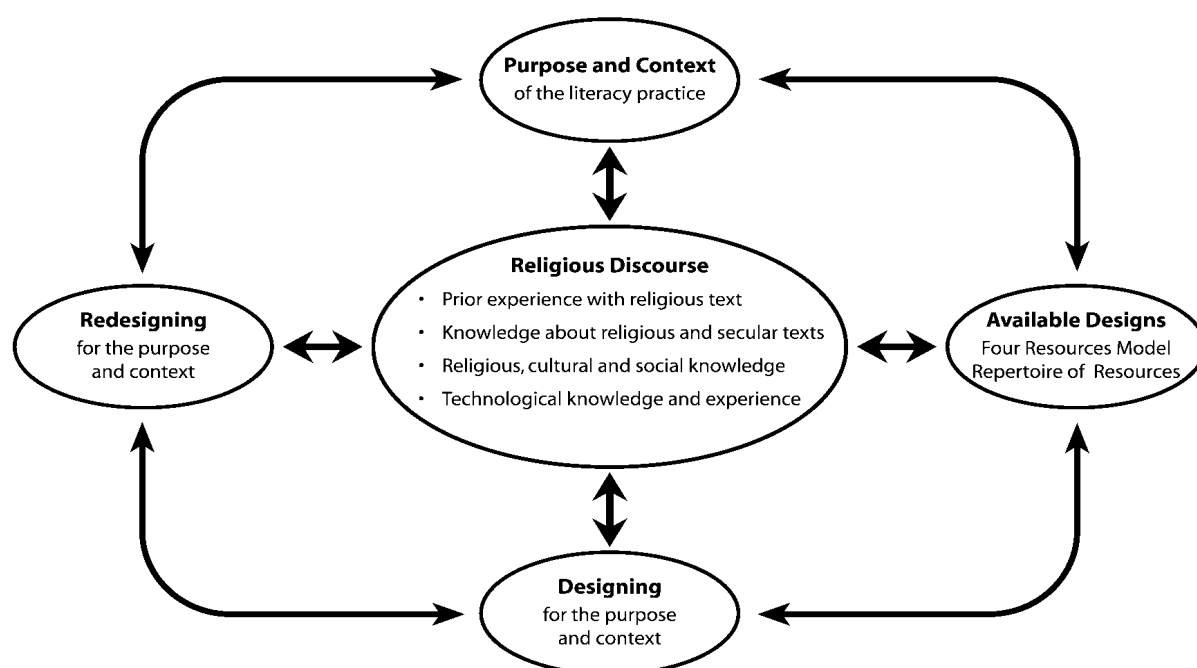 Purpose and Context
of the literacy practice
Religious Discourse
• Prior experience with religious text
• Knowledge about religious and secular texts
• Religious, cultural and social knowledge
• Technological knowledge and experience
Redesigning
for the purpose
and context
Available Designs
Four Resources Model
Repertoire of Resources
Designing
for the purpose
and context